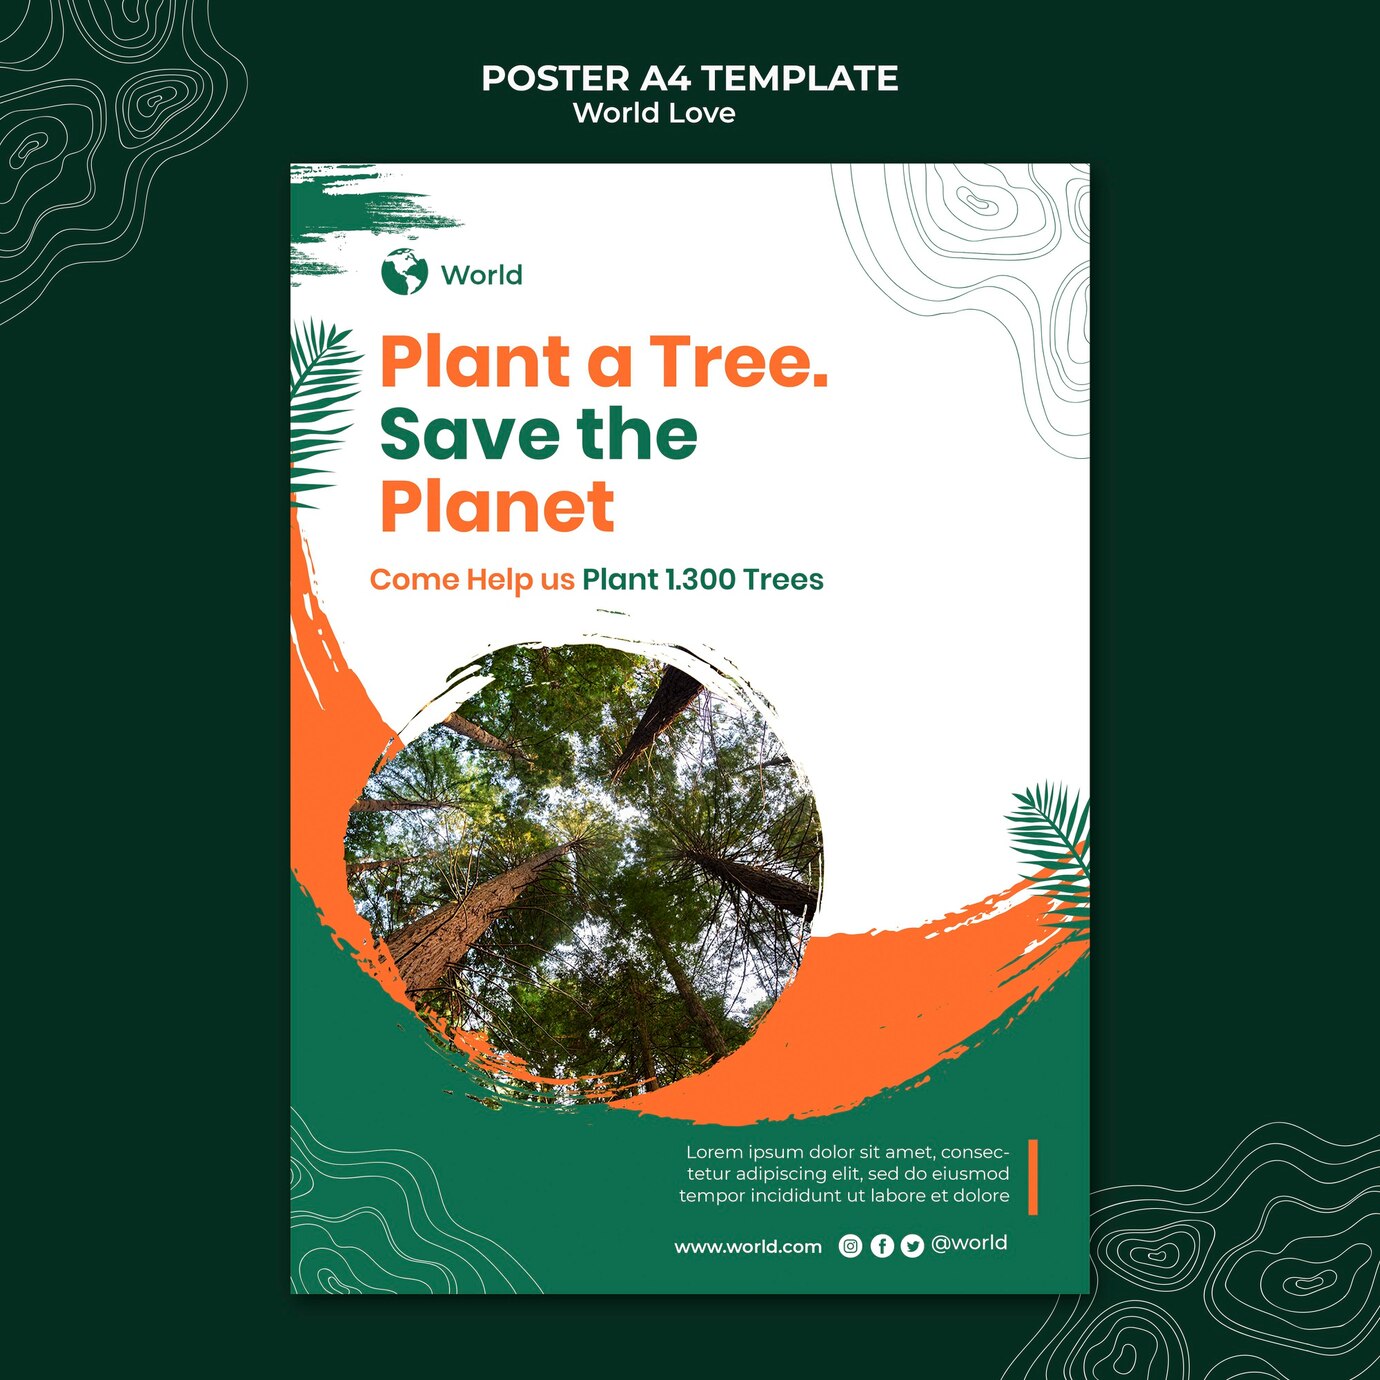 POSTER A4 TEMPLATE
World Love
World
Plant a Tree.
Save the
Planet
Come Help us Plant 1.300 Trees
Lorem ipsum dolor sit amet, consec-
tetur adipiscing elit, sed do eiusmod
tempor incididunt ut labore et dolore
www.world.com @world